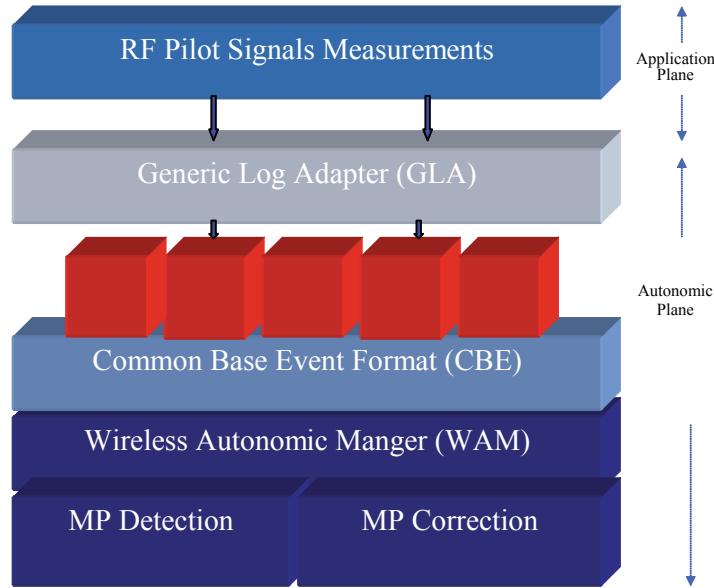 RF Pilot Signals Measurements
Application
Plane
Generic Log Adapter (GLA)
Autonomic
Plane
Common Base Event Format (CBE)
Wireless Autonomic Manger (WAM)
MP Detection
MP Correction